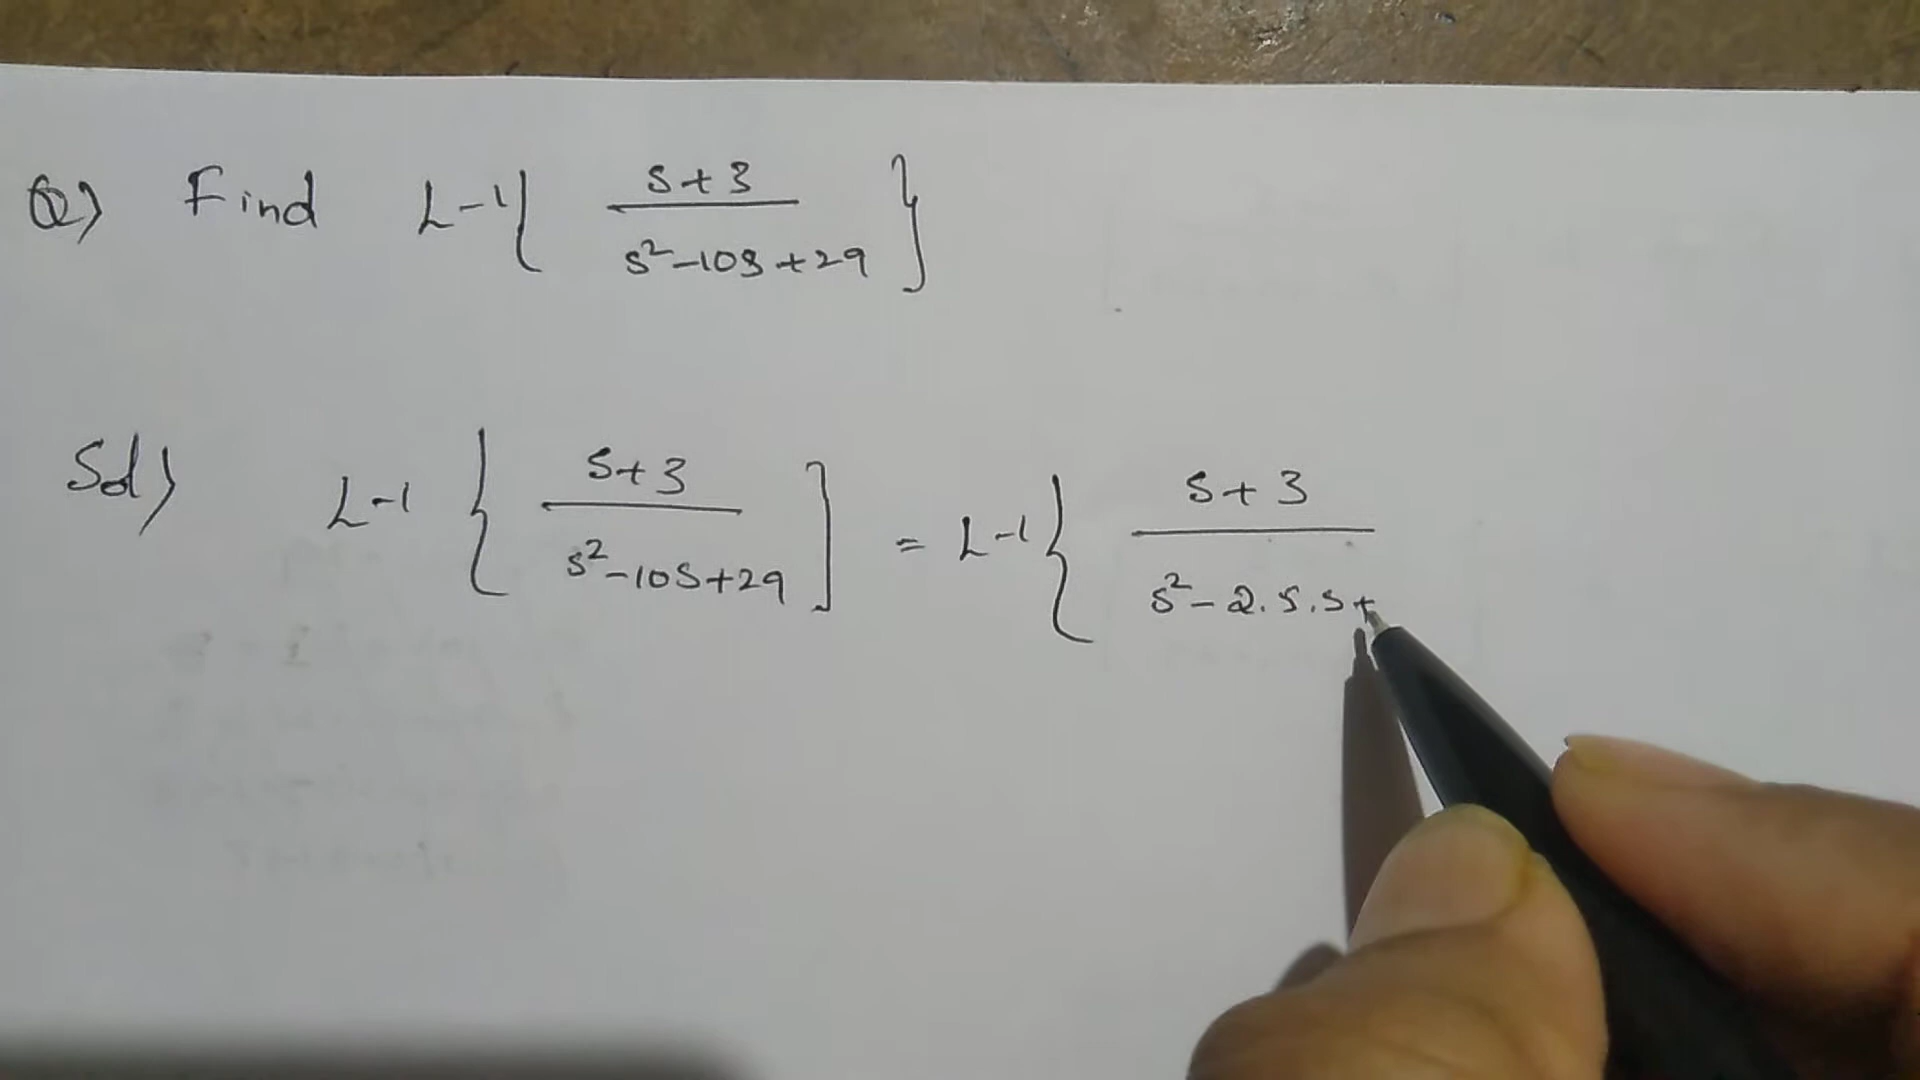 Q) Find L-1{ s+3 / s²-10s+29 }
Sol) L-1 { s+3 / s²-10s+29 } = L-1 { s+3 / s²-2.5.s+